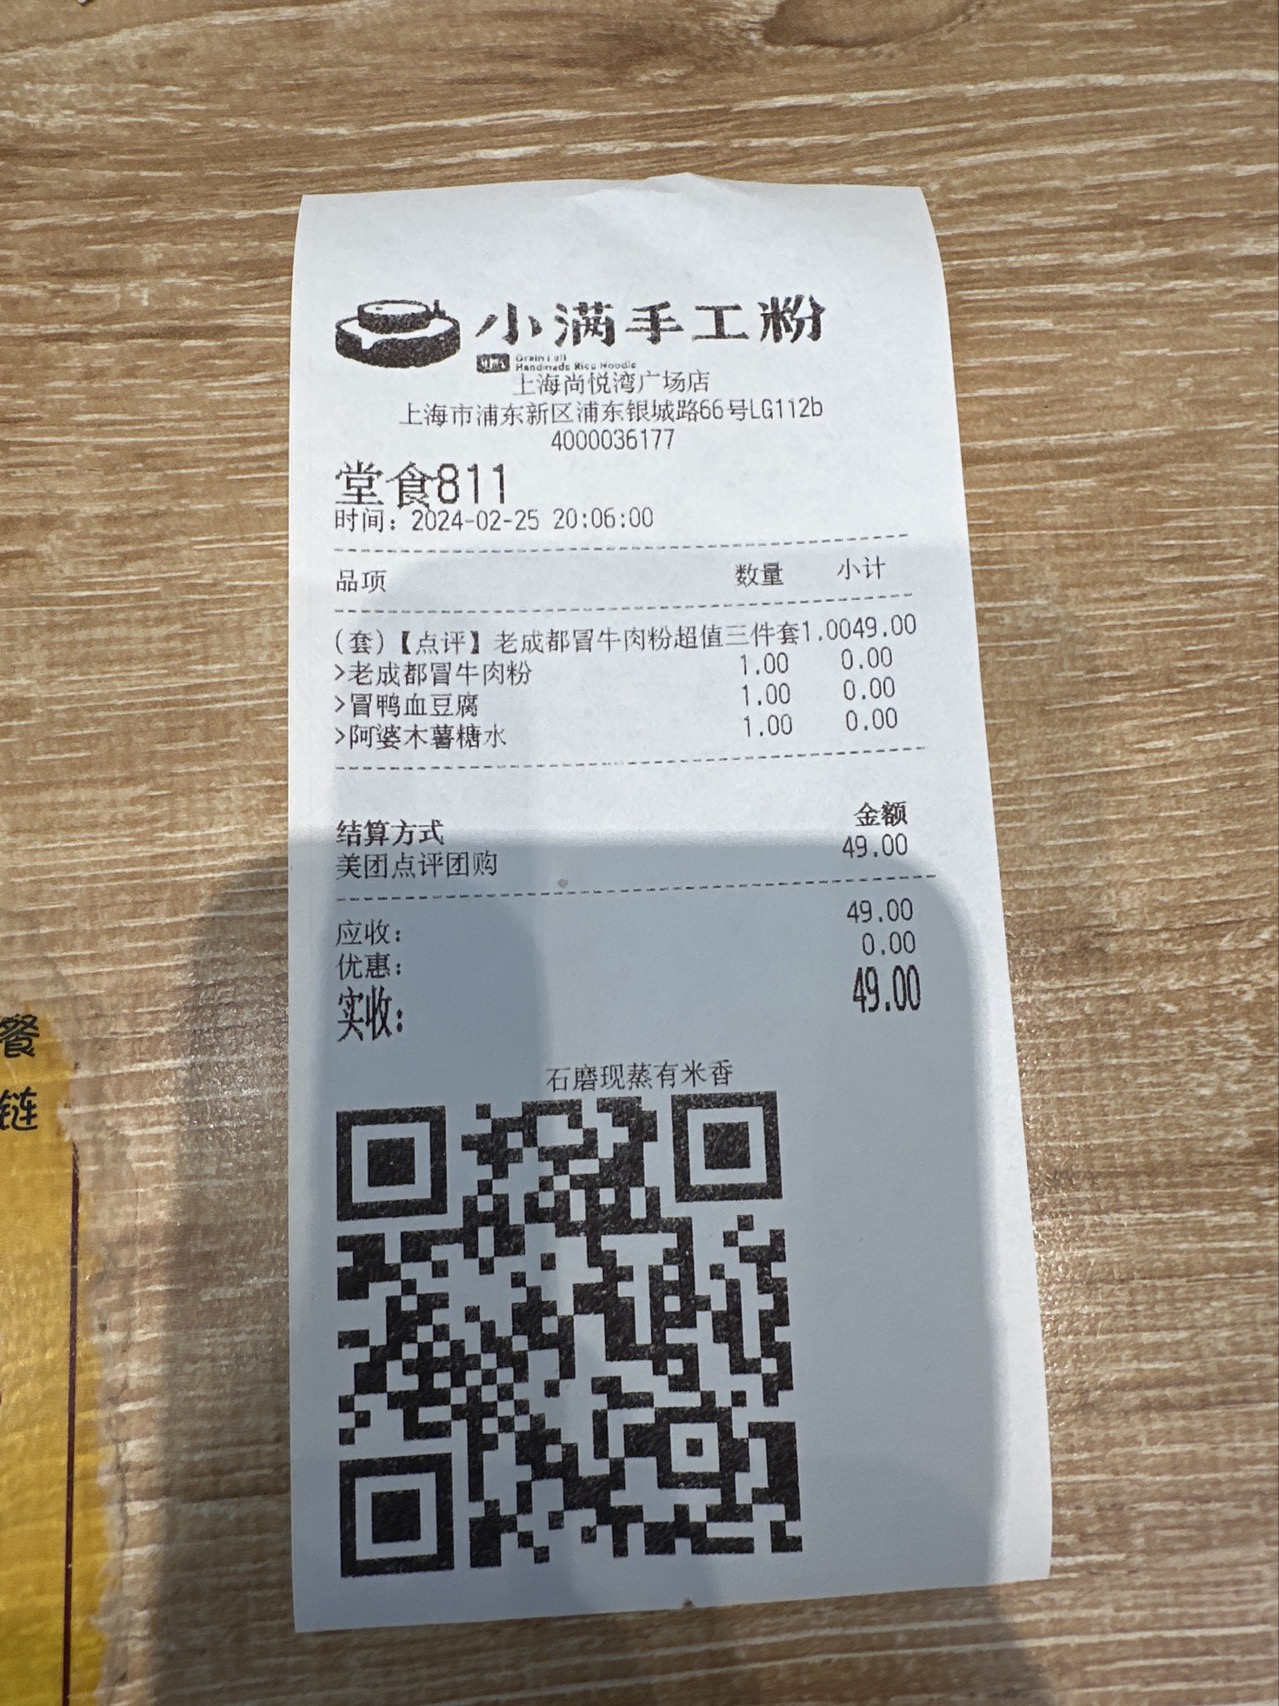 小满手工粉
Grain Full
Handmade Rice Noodle
上海尚悦湾广场店
上海市浦东新区浦东银城路66号LG112b
4000036177
堂食811
时间：2024-02-25 20:06:00
品项 数量 小计
(套)【点评】老成都冒牛肉粉超值三件套1.0049.00
>老成都冒牛肉粉 1.00 0.00
>冒鸭血豆腐 1.00 0.00
>阿婆木薯糖水 1.00 0.00
结算方式 金额
美团点评团购 49.00
应收： 49.00
优惠： 0.00
实收： 49.00
石磨现蒸有米香
餐
链